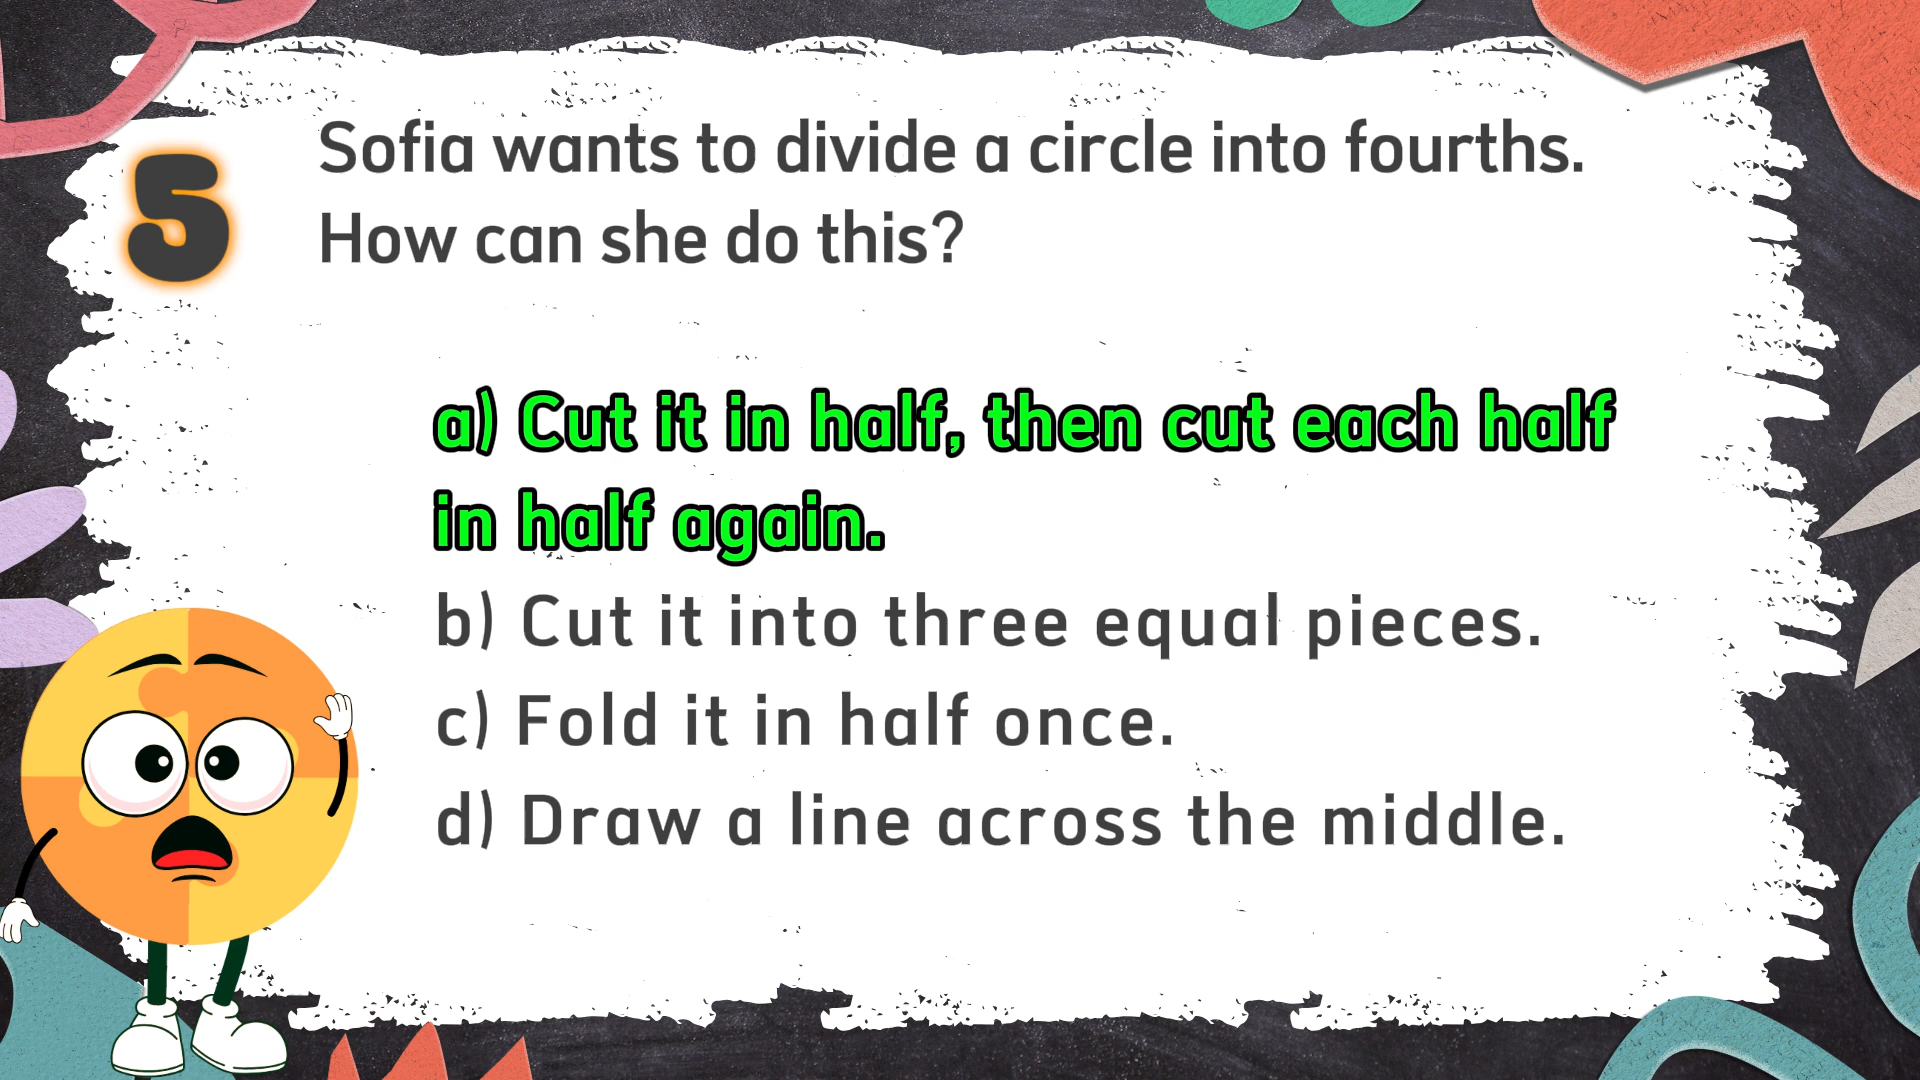 5
Sofia wants to divide a circle into fourths.
How can she do this?
a) Cut it in half, then cut each half
in half again.
b) Cut it into three equal pieces.
c) Fold it in half once.
d) Draw a line across the middle.